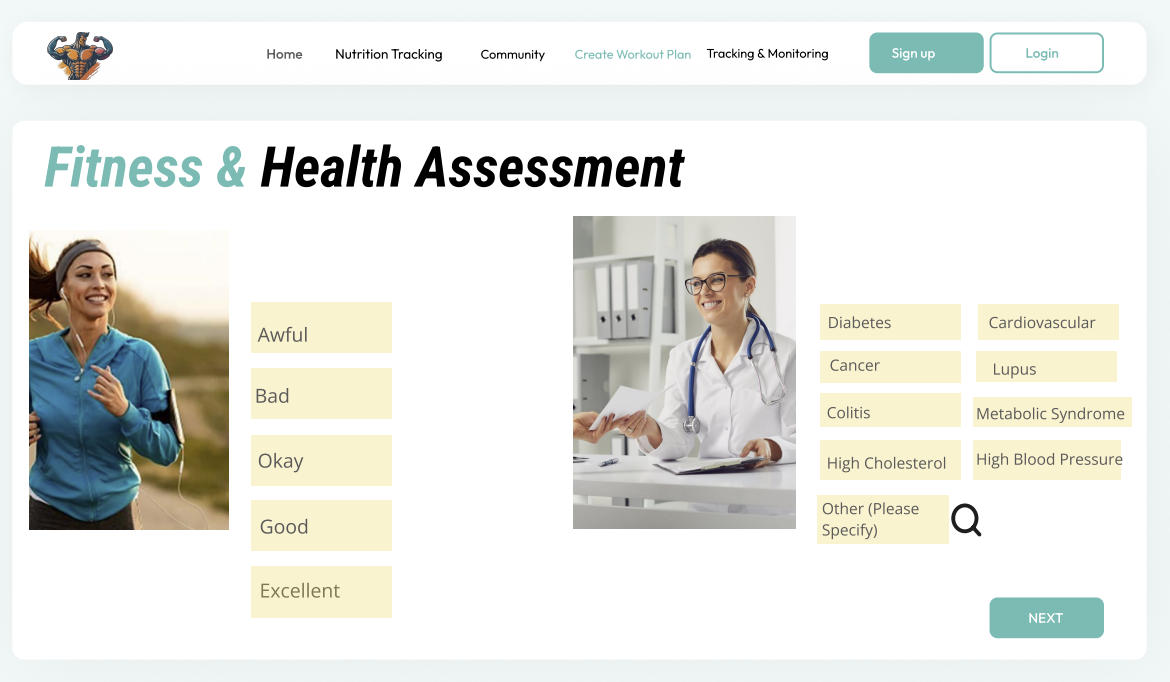 Home
Nutrition Tracking
Community
Create Workout Plan
Tracking & Monitoring
Sign up
Login
Fitness & Health Assessment
Awful
Bad
Okay
Good
Excellent
Diabetes
Cardiovascular
Cancer
Lupus
Colitis
Metabolic Syndrome
High Cholesterol
High Blood Pressure
Other (Please
Specify)
NEXT